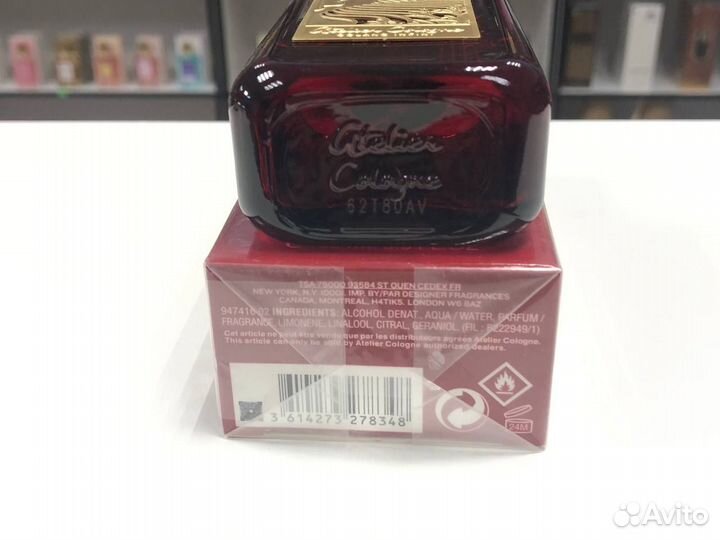 Atelier
Cologne
62T80AV
TSA 75000 93584 ST OUEN CEDEX FR
NEW YORK, N.Y. 10001. IMP. BY/PAR DESIGNER FRAGRANCES
CANADA, MONTREAL, H4T1K5. LONDON W6 8AZ
947416 02 INGREDIENTS: ALCOHOL DENAT., AQUA / WATER, PARFUM /
FRAGRANCE, LIMONENE, LINALOOL, CITRAL, GERANIOL. (FIL : R222949/1)
Cet article ne peut être vendu que par les distributeurs agréés Atelier Cologne.
This article can only be sold by Atelier Cologne authorized dealers.
3 614273 278348
24M
Avito